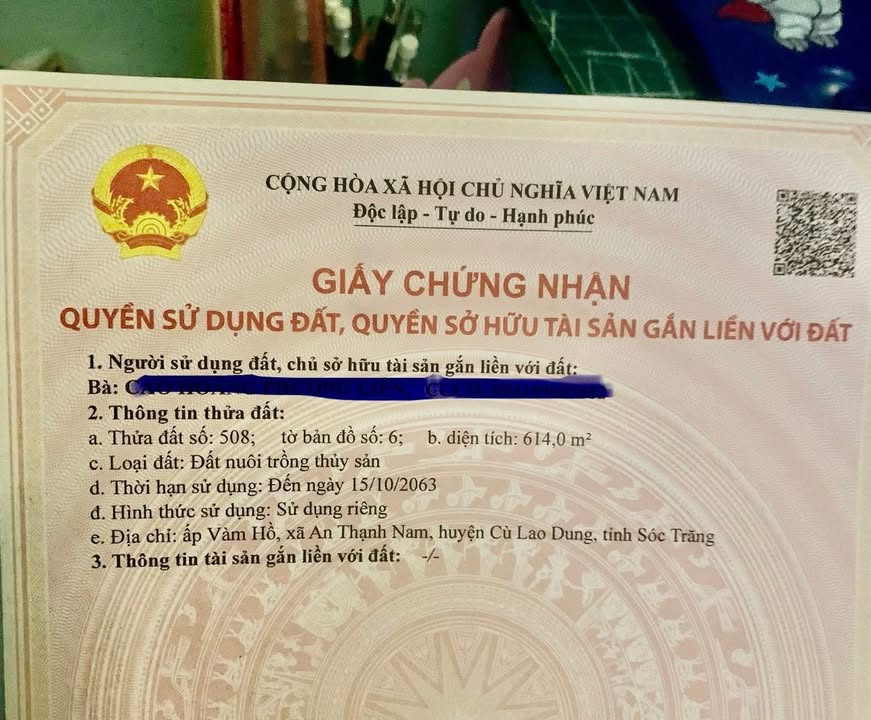 CỘNG HÒA XÃ HỘI CHỦ NGHĨA VIỆT NAM
Độc lập - Tự do - Hạnh phúc
GIẤY CHỨNG NHẬN
QUYỀN SỬ DỤNG ĐẤT, QUYỀN SỞ HỮU TÀI SẢN GẮN LIỀN VỚI ĐẤT
1. Người sử dụng đất, chủ sở hữu tài sản gắn liền với đất:
Bà:
2. Thông tin thửa đất:
a. Thửa đất số: 508; tờ bản đồ số: 6; b. diện tích: 614,0 m²
c. Loại đất: Đất nuôi trồng thủy sản
d. Thời hạn sử dụng: Đến ngày 15/10/2063
đ. Hình thức sử dụng: Sử dụng riêng
e. Địa chỉ: ấp Vàm Hồ, xã An Thạnh Nam, huyện Cù Lao Dung, tỉnh Sóc Trăng
3. Thông tin tài sản gắn liền với đất: -/-